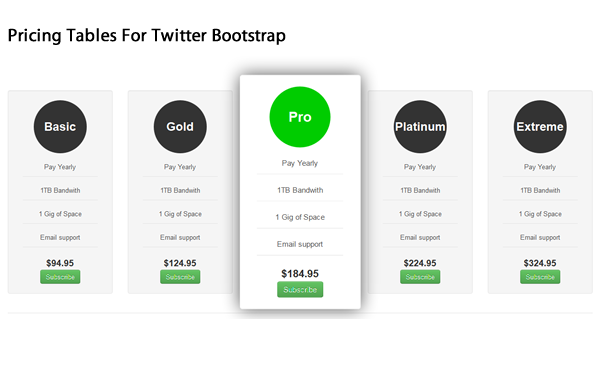 Pricing Tables For Twitter Bootstrap
Basic
Pay Yearly
1TB Bandwith
1 Gig of Space
Email support
$94.95
Subscribe
Gold
Pay Yearly
1TB Bandwith
1 Gig of Space
Email support
$124.95
Subscribe
Pro
Pay Yearly
1TB Bandwith
1 Gig of Space
Email support
$184.95
Subscribe
Platinum
Pay Yearly
1TB Bandwith
1 Gig of Space
Email support
$224.95
Subscribe
Extreme
Pay Yearly
1TB Bandwith
1 Gig of Space
Email support
$324.95
Subscribe